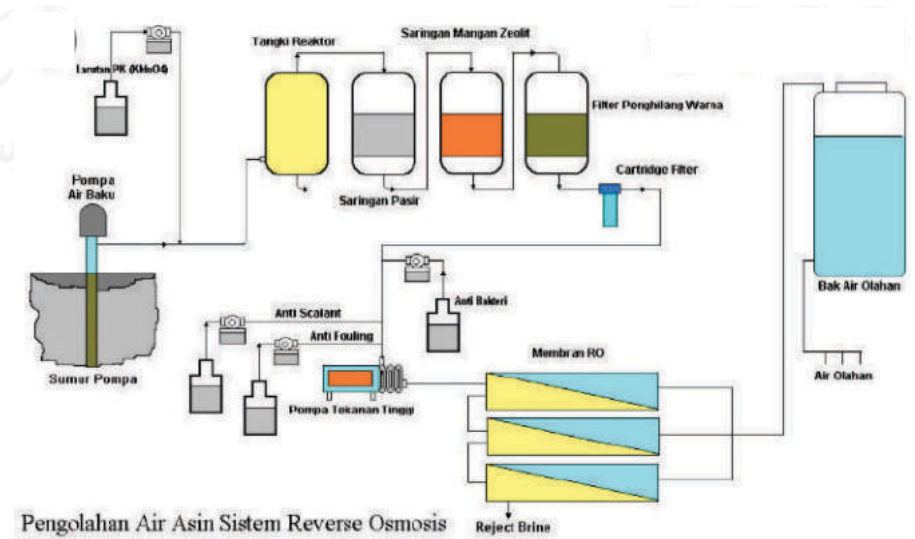 Larutan PK (KMnO4)
Tangki Reaktor
Saringan Mangan Zeolit
Filter Penghilang Warna
Pompa
Air Baku
Saringan Pasir
Cartridge Filter
Sumur Pompa
Anti Scalant
Anti Fouling
Anti Bakteri
Pompa Tekanan Tinggi
Membran RO
Bak Air Olahan
Air Olahan
Reject Brine
Pengolahan Air Asin Sistem Reverse Osmosis